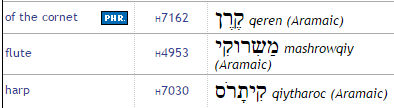 of the cornet PHR. H7162 קֶרֶן qeren (Aramaic)
flute H4953 מַשְׁרוֹקִי mashrowqiy
(Aramaic)
harp H7030 קִיתָרֹס qiytharoc (Aramaic)